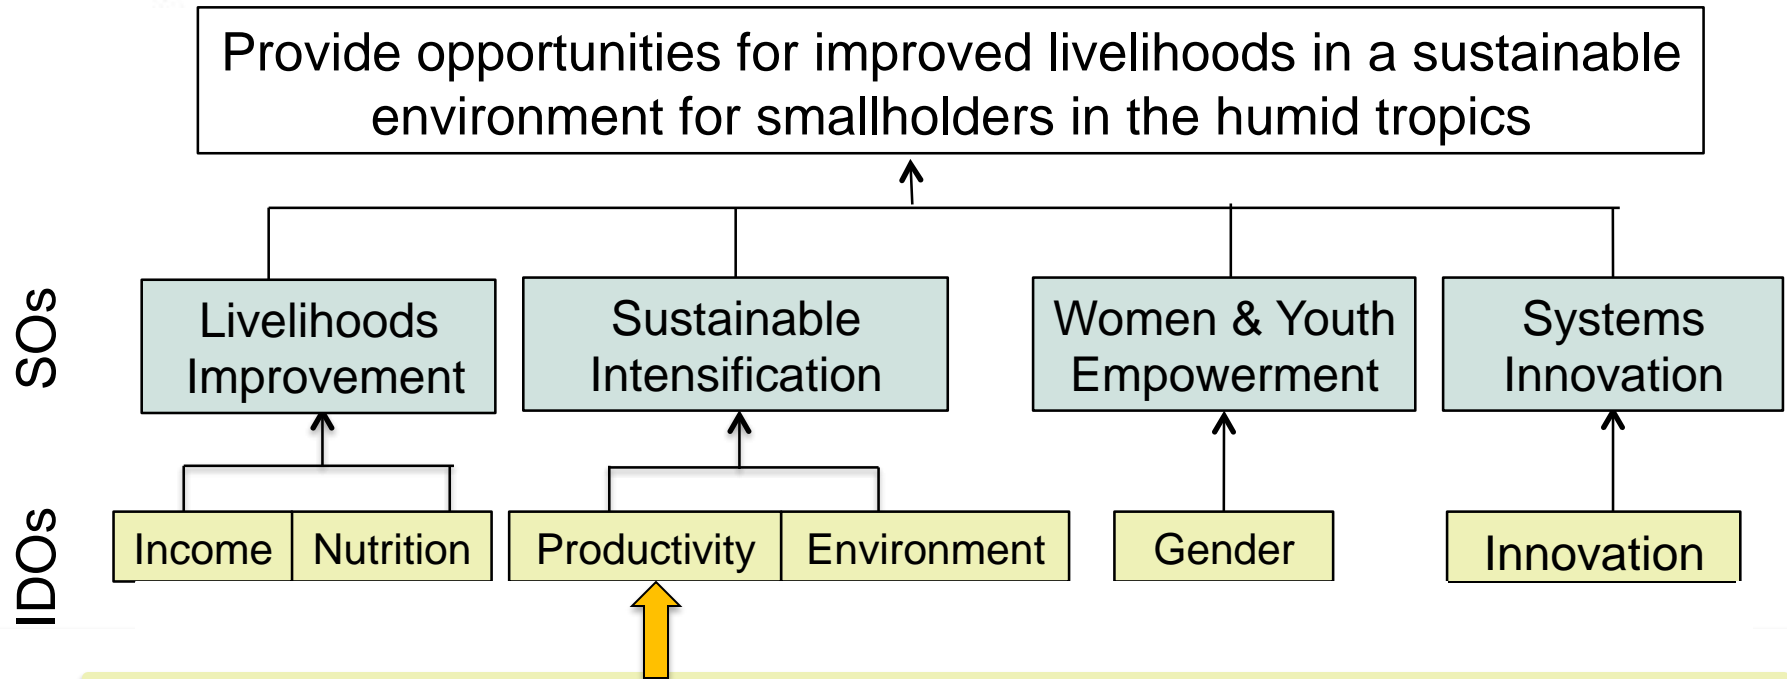 Provide opportunities for improved livelihoods in a sustainable
environment for smallholders in the humid tropics
SOs
Livelihoods
Improvement
Sustainable
Intensification
Women & Youth
Empowerment
Systems
Innovation
IDOs
Income
Nutrition
Productivity
Environment
Gender
Innovation